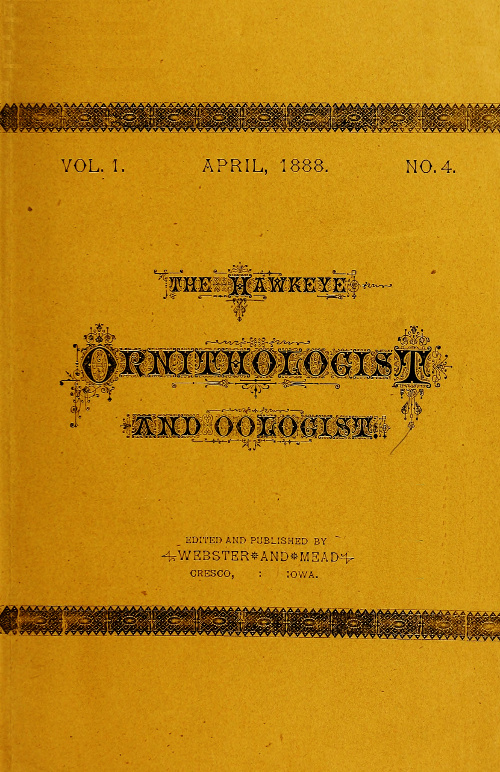 VOL. I. APRIL, 1888. NO. 4.
THE HAWKEYE
ORNITHOLOGIST
AND OOLOGIST.
EDITED AND PUBLISHED BY
WEBSTER*AND*MEAD
CRESCO, : IOWA.